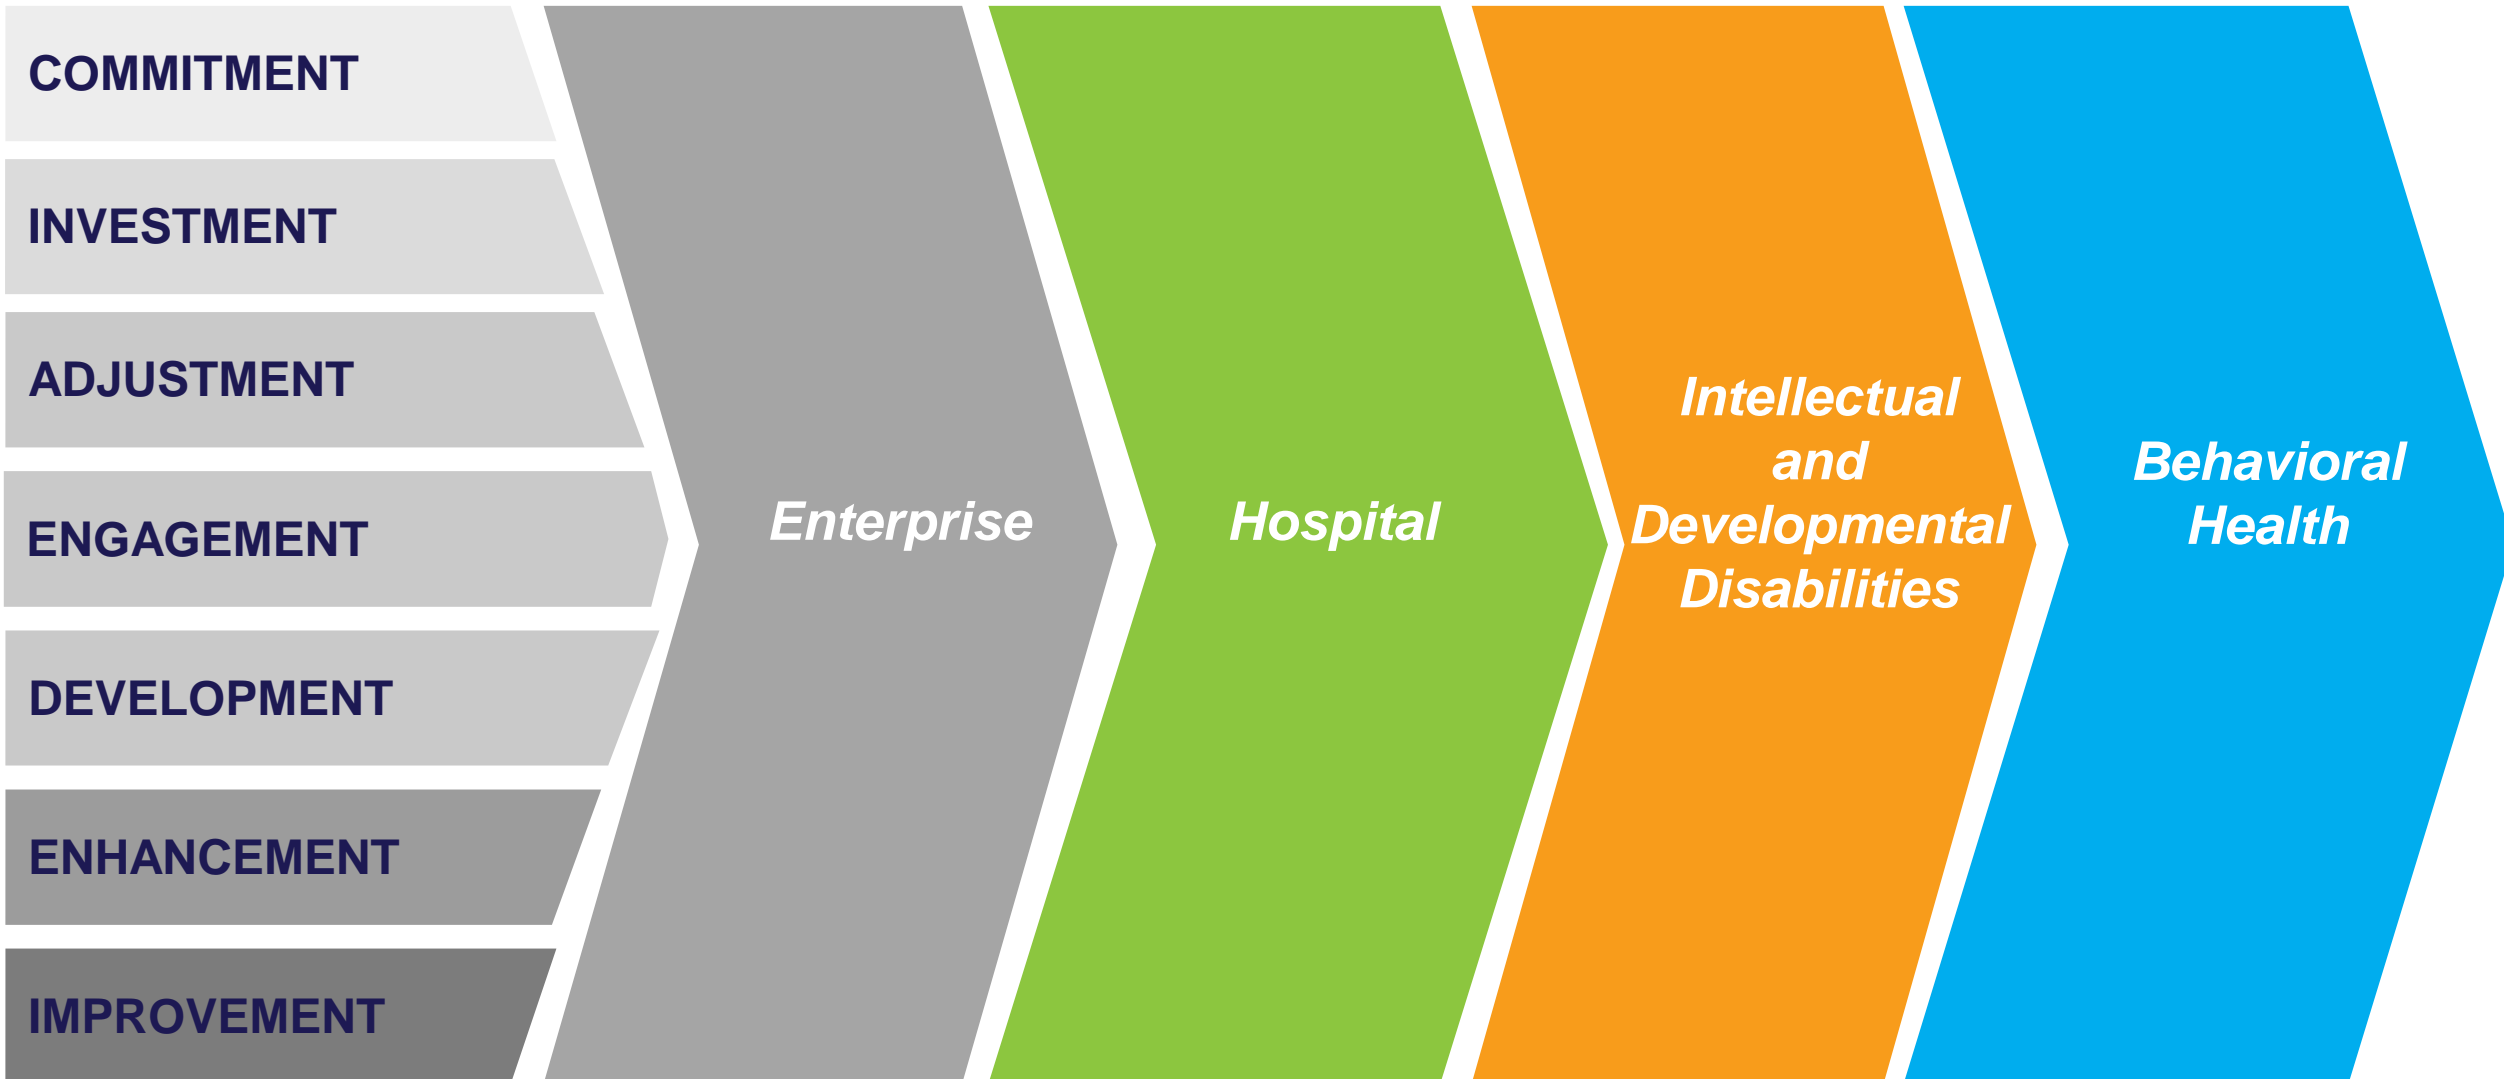 COMMITMENT
INVESTMENT
ADJUSTMENT
ENGAGEMENT
DEVELOPMENT
ENHANCEMENT
IMPROVEMENT
Enterprise
Hospital
Intellectual
and
Developmental
Disabilities
Behavioral
Health